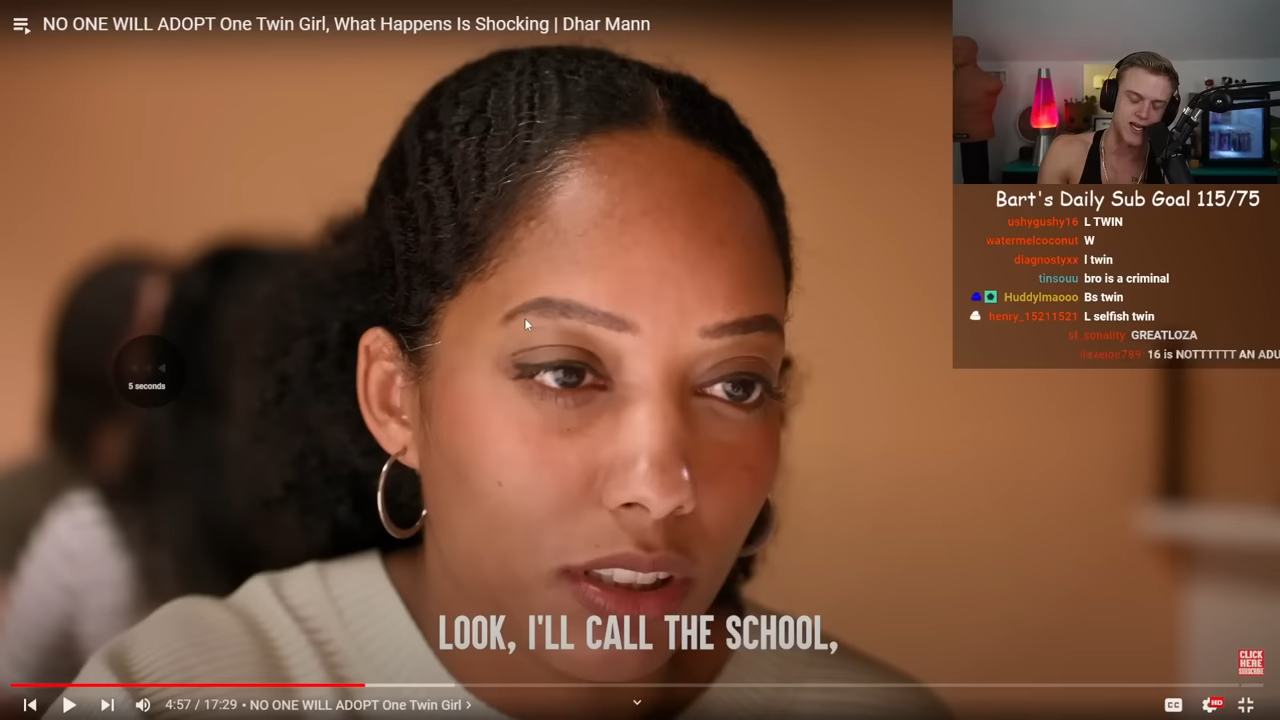 NO ONE WILL ADOPT One Twin Girl, What Happens Is Shocking | Dhar Mann
Bart's Daily Sub Goal 115/75
ushygushy16 L TWIN
watermelcoconut W
diagnostyxx l twin
tinsouu bro is a criminal
Huddylmaooo Bs twin
henry_15211521 L selfish twin
sf_sonality GREATLOZA
16 is NOTTTTTT AN ADU
5 seconds
LOOK, I'LL CALL THE SCHOOL,
CLICK
HERE
SUBSCRIBE
4:57 / 17:29 • NO ONE WILL ADOPT One Twin Girl
CC
HD